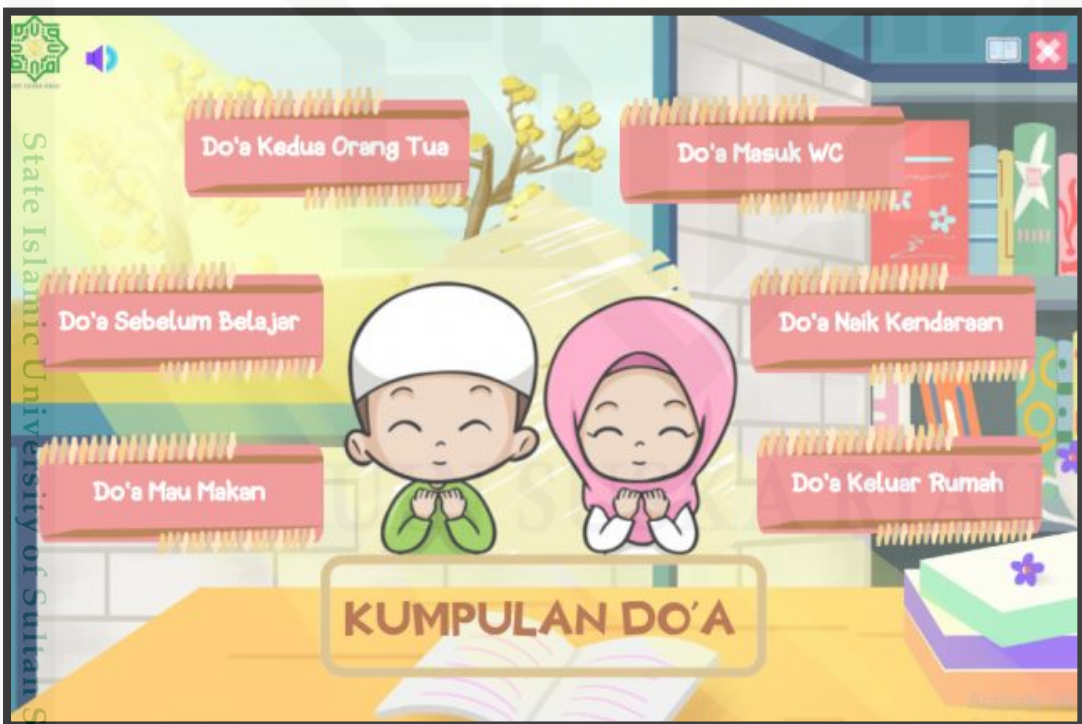 Do'a Kedua Orang Tua
Do'a Masuk WC
Do'a Sebelum Belajar
Do'a Naik Kendaraan
Do'a Mau Makan
Do'a Keluar Rumah
KUMPULAN DO'A
State Islamic University of Sultan S